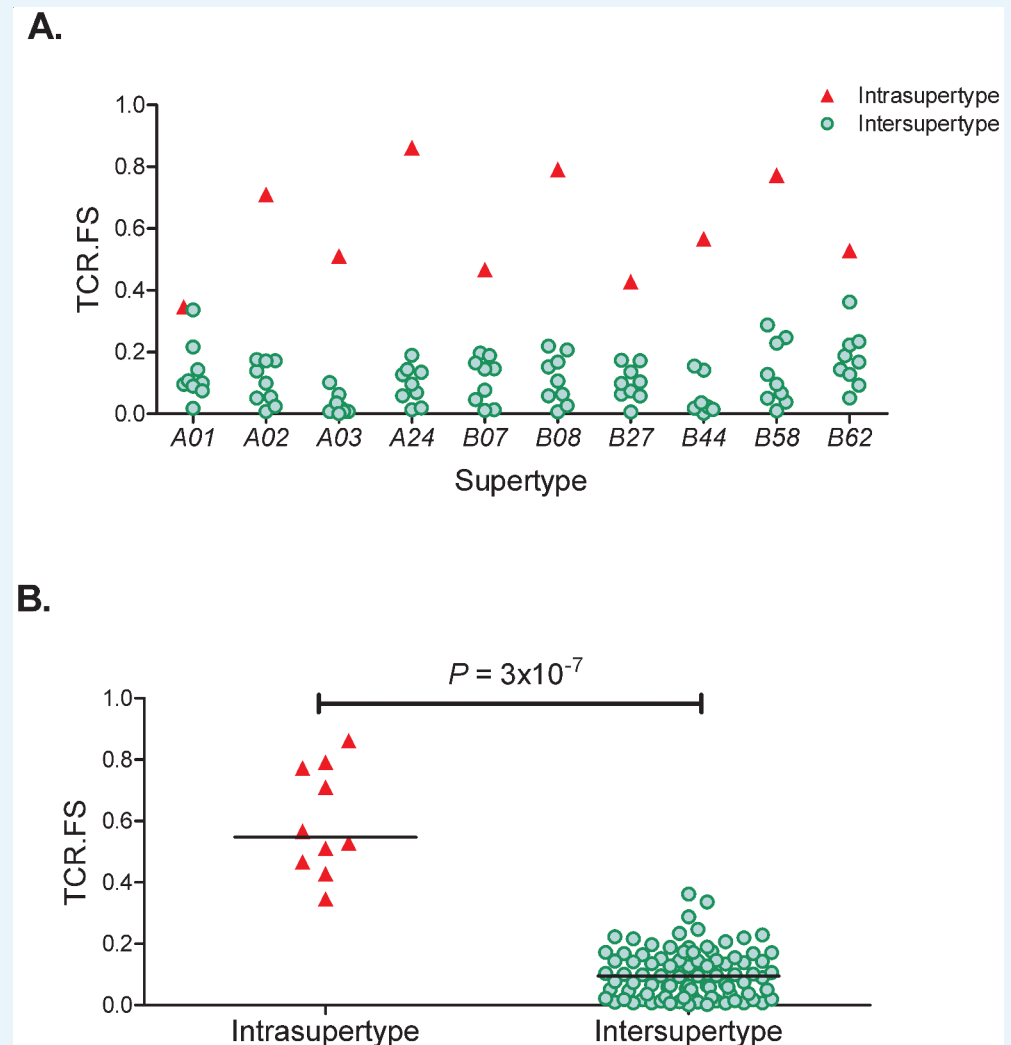 A.
Intrasupertype
Intersupertype
1.0
0.8
0.6
0.4
0.2
0.0
TCR.FS
A01 A02 A03 A24 B07 B08 B27 B44 B58 B62
Supertype
B.
P = 3x10⁻⁷
1.0
0.8
0.6
0.4
0.2
0.0
TCR.FS
Intrasupertype Intersupertype